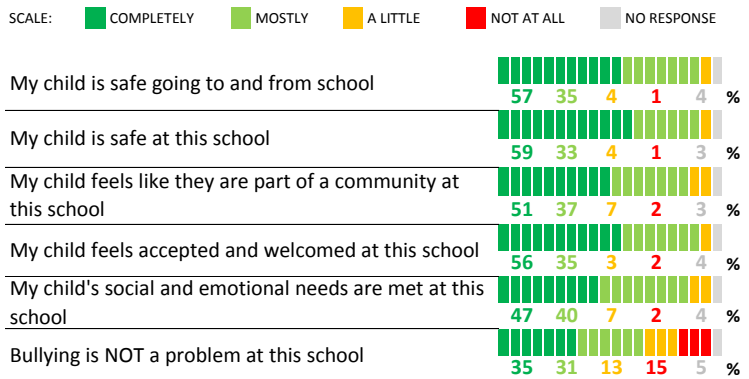 SCALE: COMPLETELY MOSTLY A LITTLE NOT AT ALL NO RESPONSE
My child is safe going to and from school
57 35 4 1 4 %
My child is safe at this school
59 33 4 1 3 %
My child feels like they are part of a community at
this school
51 37 7 2 3 %
My child feels accepted and welcomed at this school
56 35 3 2 4 %
My child's social and emotional needs are met at this
school
47 40 7 2 4 %
Bullying is NOT a problem at this school
35 31 13 15 5 %